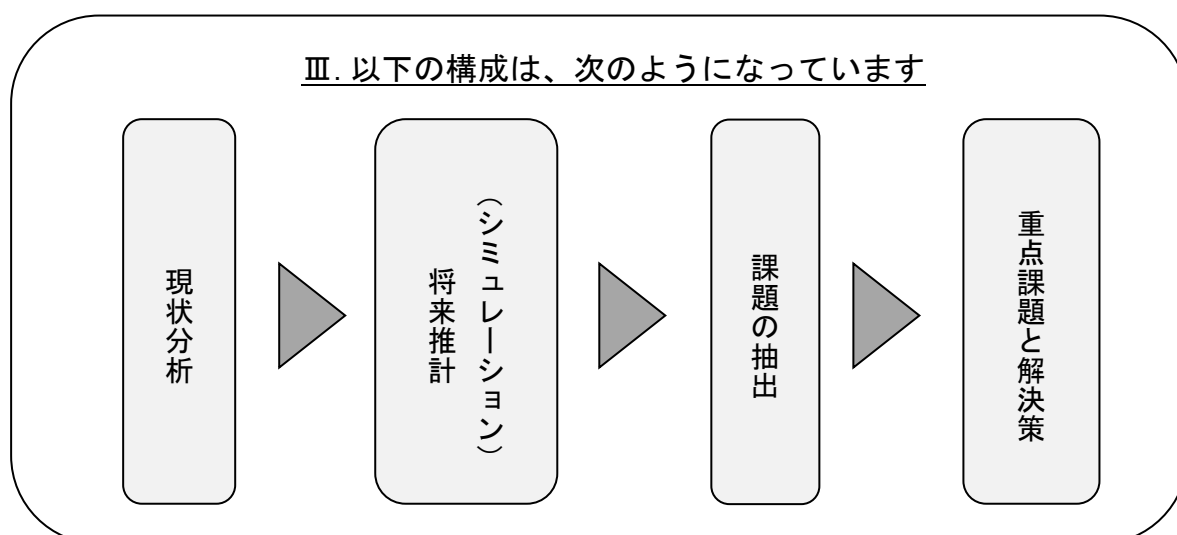 Ⅲ. 以下の構成は、次のようになっています
現状分析
将来推計
（シミュレーション）
課題の抽出
重点課題と解決策